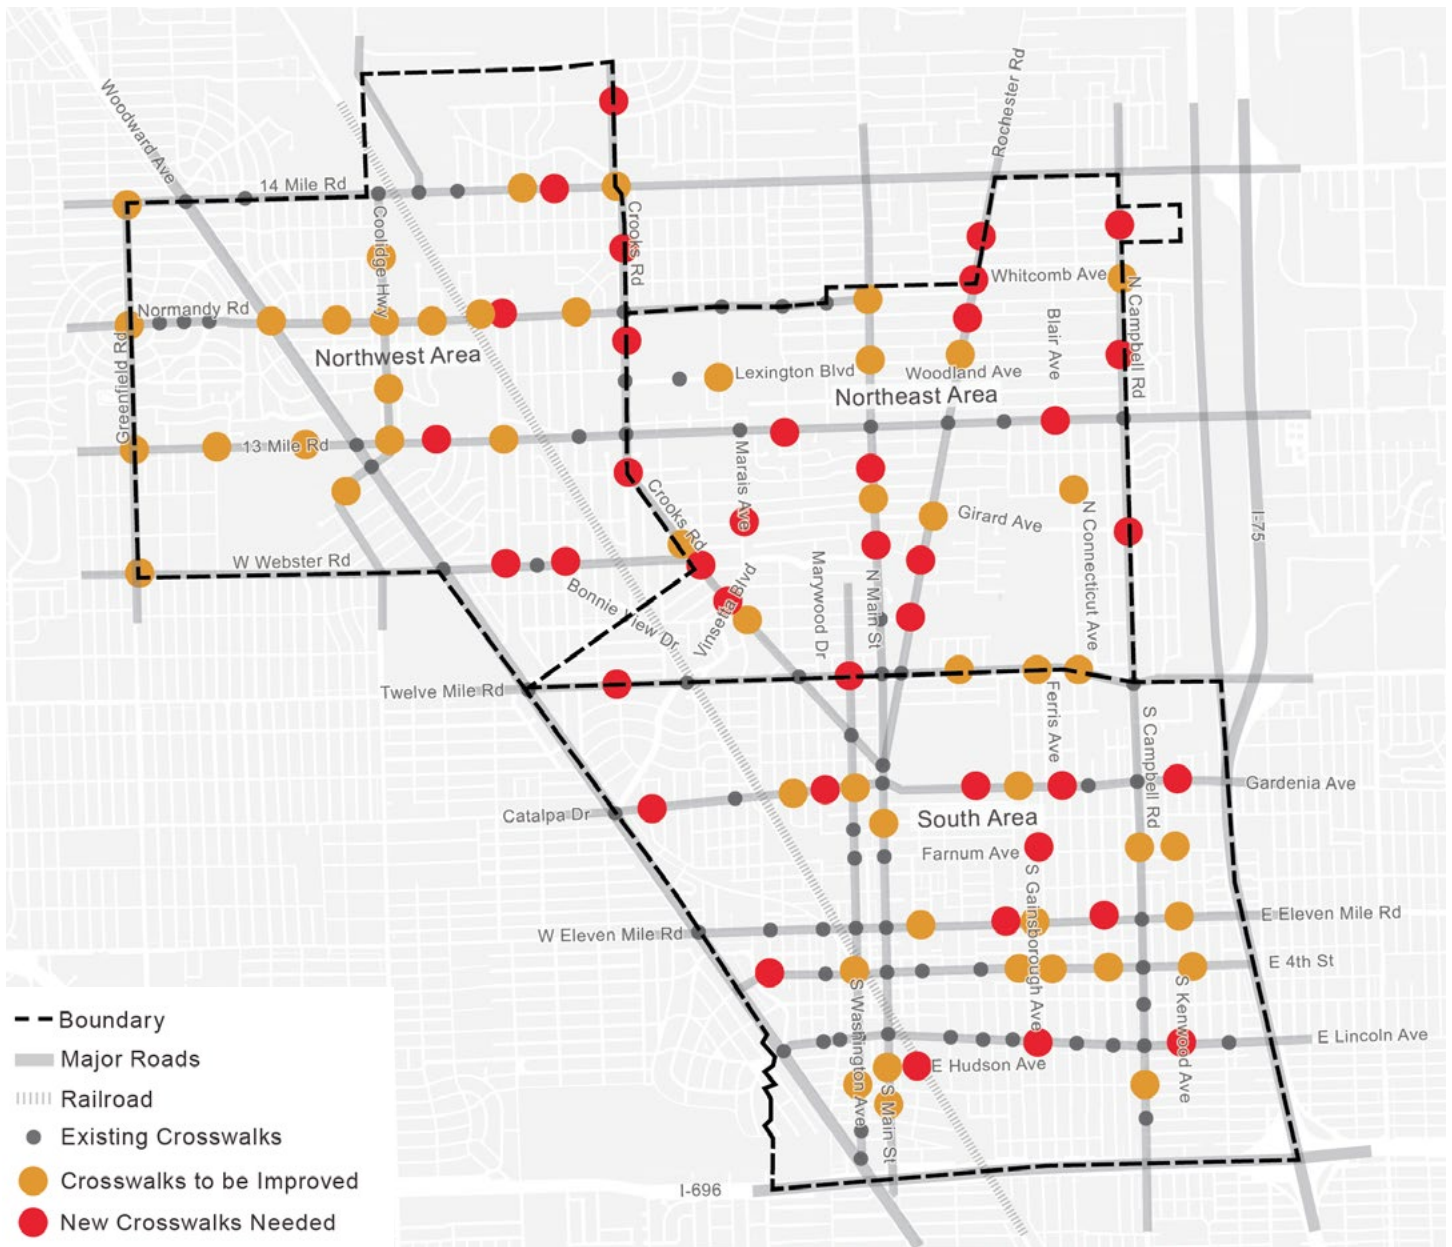 Rochester Rd
Woodward Ave
14 Mile Rd
Coolidge Hwy
Crooks Rd
Whitcomb Ave
N Campbell Rd
Normandy Rd
Blair Ave
Greenfield Rd
Northwest Area
Lexington Blvd
Woodland Ave
Northeast Area
13 Mile Rd
Marais Ave
Crooks Rd
Girard Ave
N Connecticut Ave
I-75
W Webster Rd
Bonnie View Dr
Vinsetta Blvd
Marywood Dr
N Main St
Twelve Mile Rd
Ferris Ave
S Campbell Rd
Gardenia Ave
Catalpa Dr
South Area
Farnum Ave
S Gainsborough Ave
W Eleven Mile Rd
E Eleven Mile Rd
E 4th St
S Washington Ave
S Kenwood Ave
E Lincoln Ave
E Hudson Ave
S Main St
I-696
Boundary
Major Roads
Railroad
Existing Crosswalks
Crosswalks to be Improved
New Crosswalks Needed